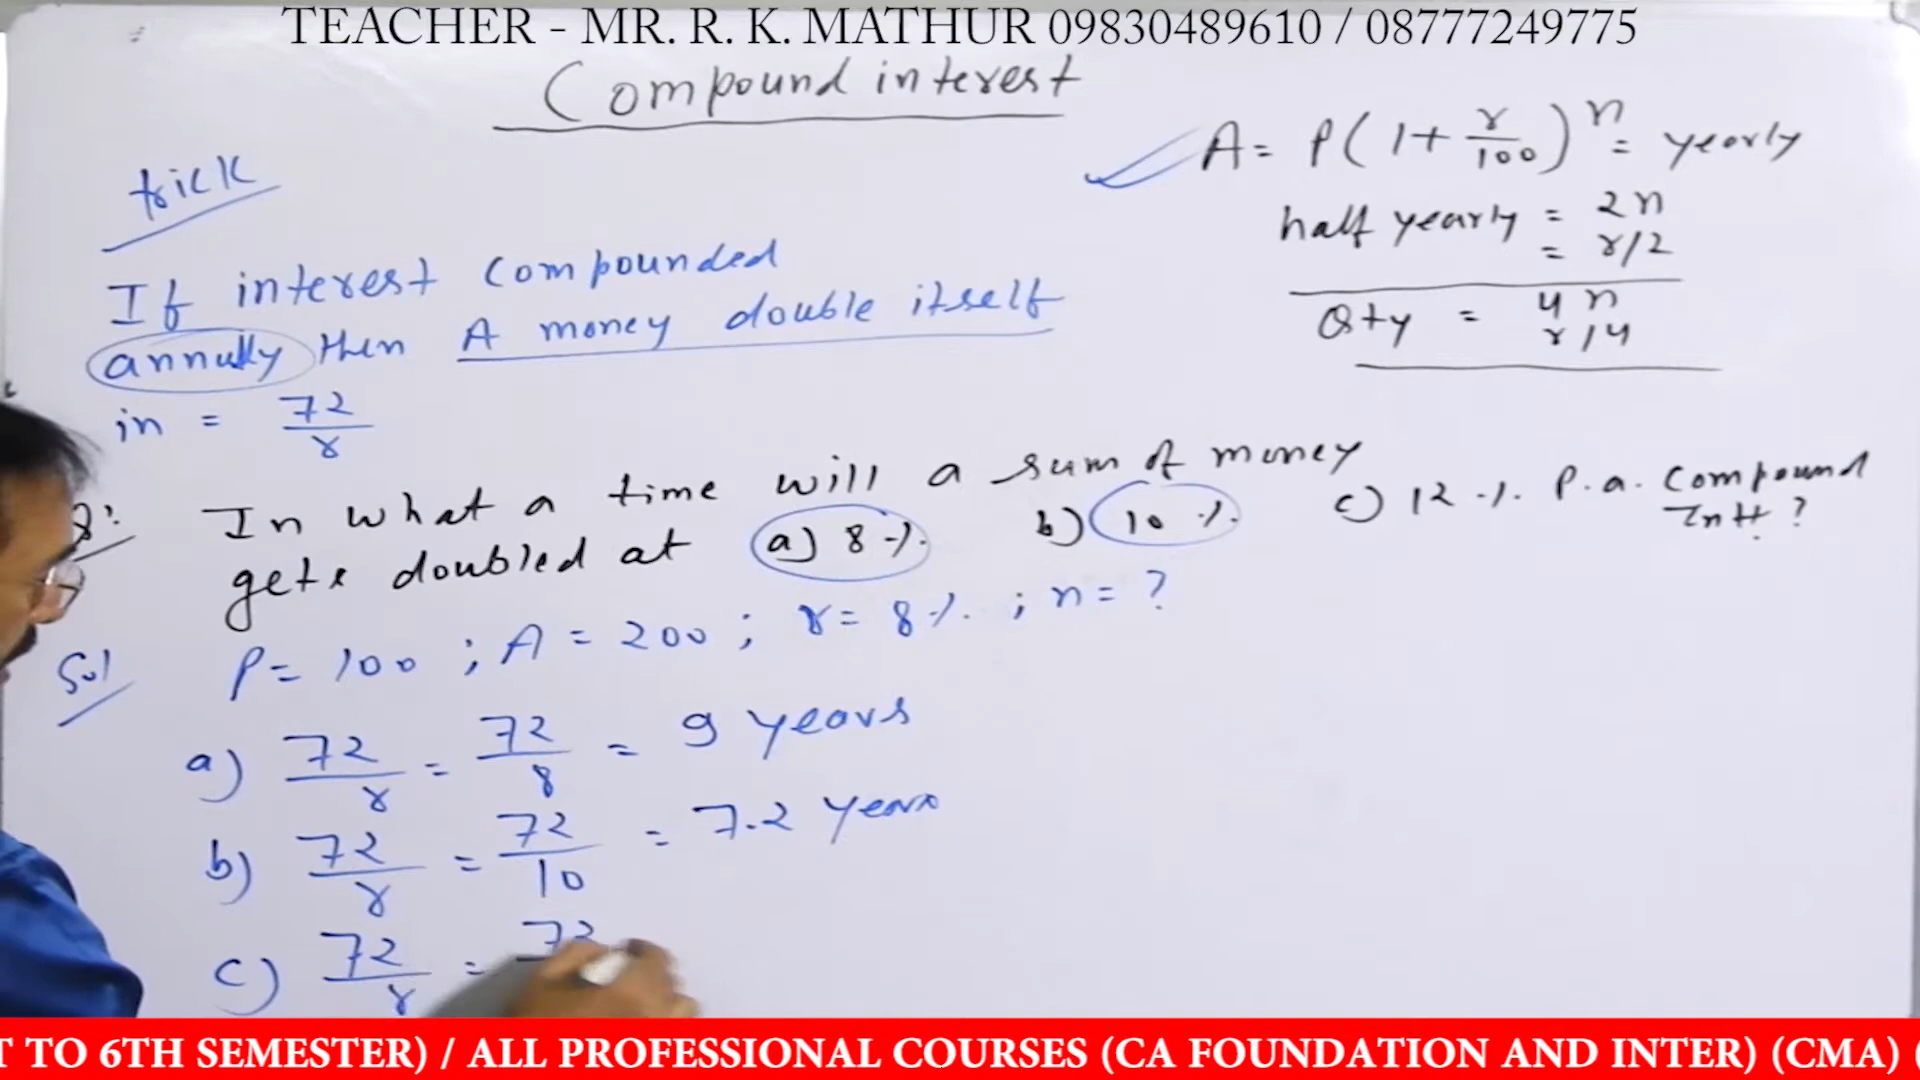 TEACHER - MR. R. K. MATHUR 09830489610 / 08777249775
Compound interest
A = P(1 + r/100)^n = yearly
half yearly = 2n
= r/2
Qty = 4n
r/4
trick
If interest compounded
annully then A money double itself
in = 72/r
Q: In what a time will a sum of money
gets doubled at a) 8 % b) 10 % c) 12 % P.a. Compound
Intt ?
Sol P = 100 ; A = 200 ; r = 8 % ; n = ?
a) 72/r = 72/8 = 9 years
b) 72/r = 72/10 = 7.2 years
c) 72/r = 72
T TO 6TH SEMESTER) / ALL PROFESSIONAL COURSES (CA FOUNDATION AND INTER) (CMA) (